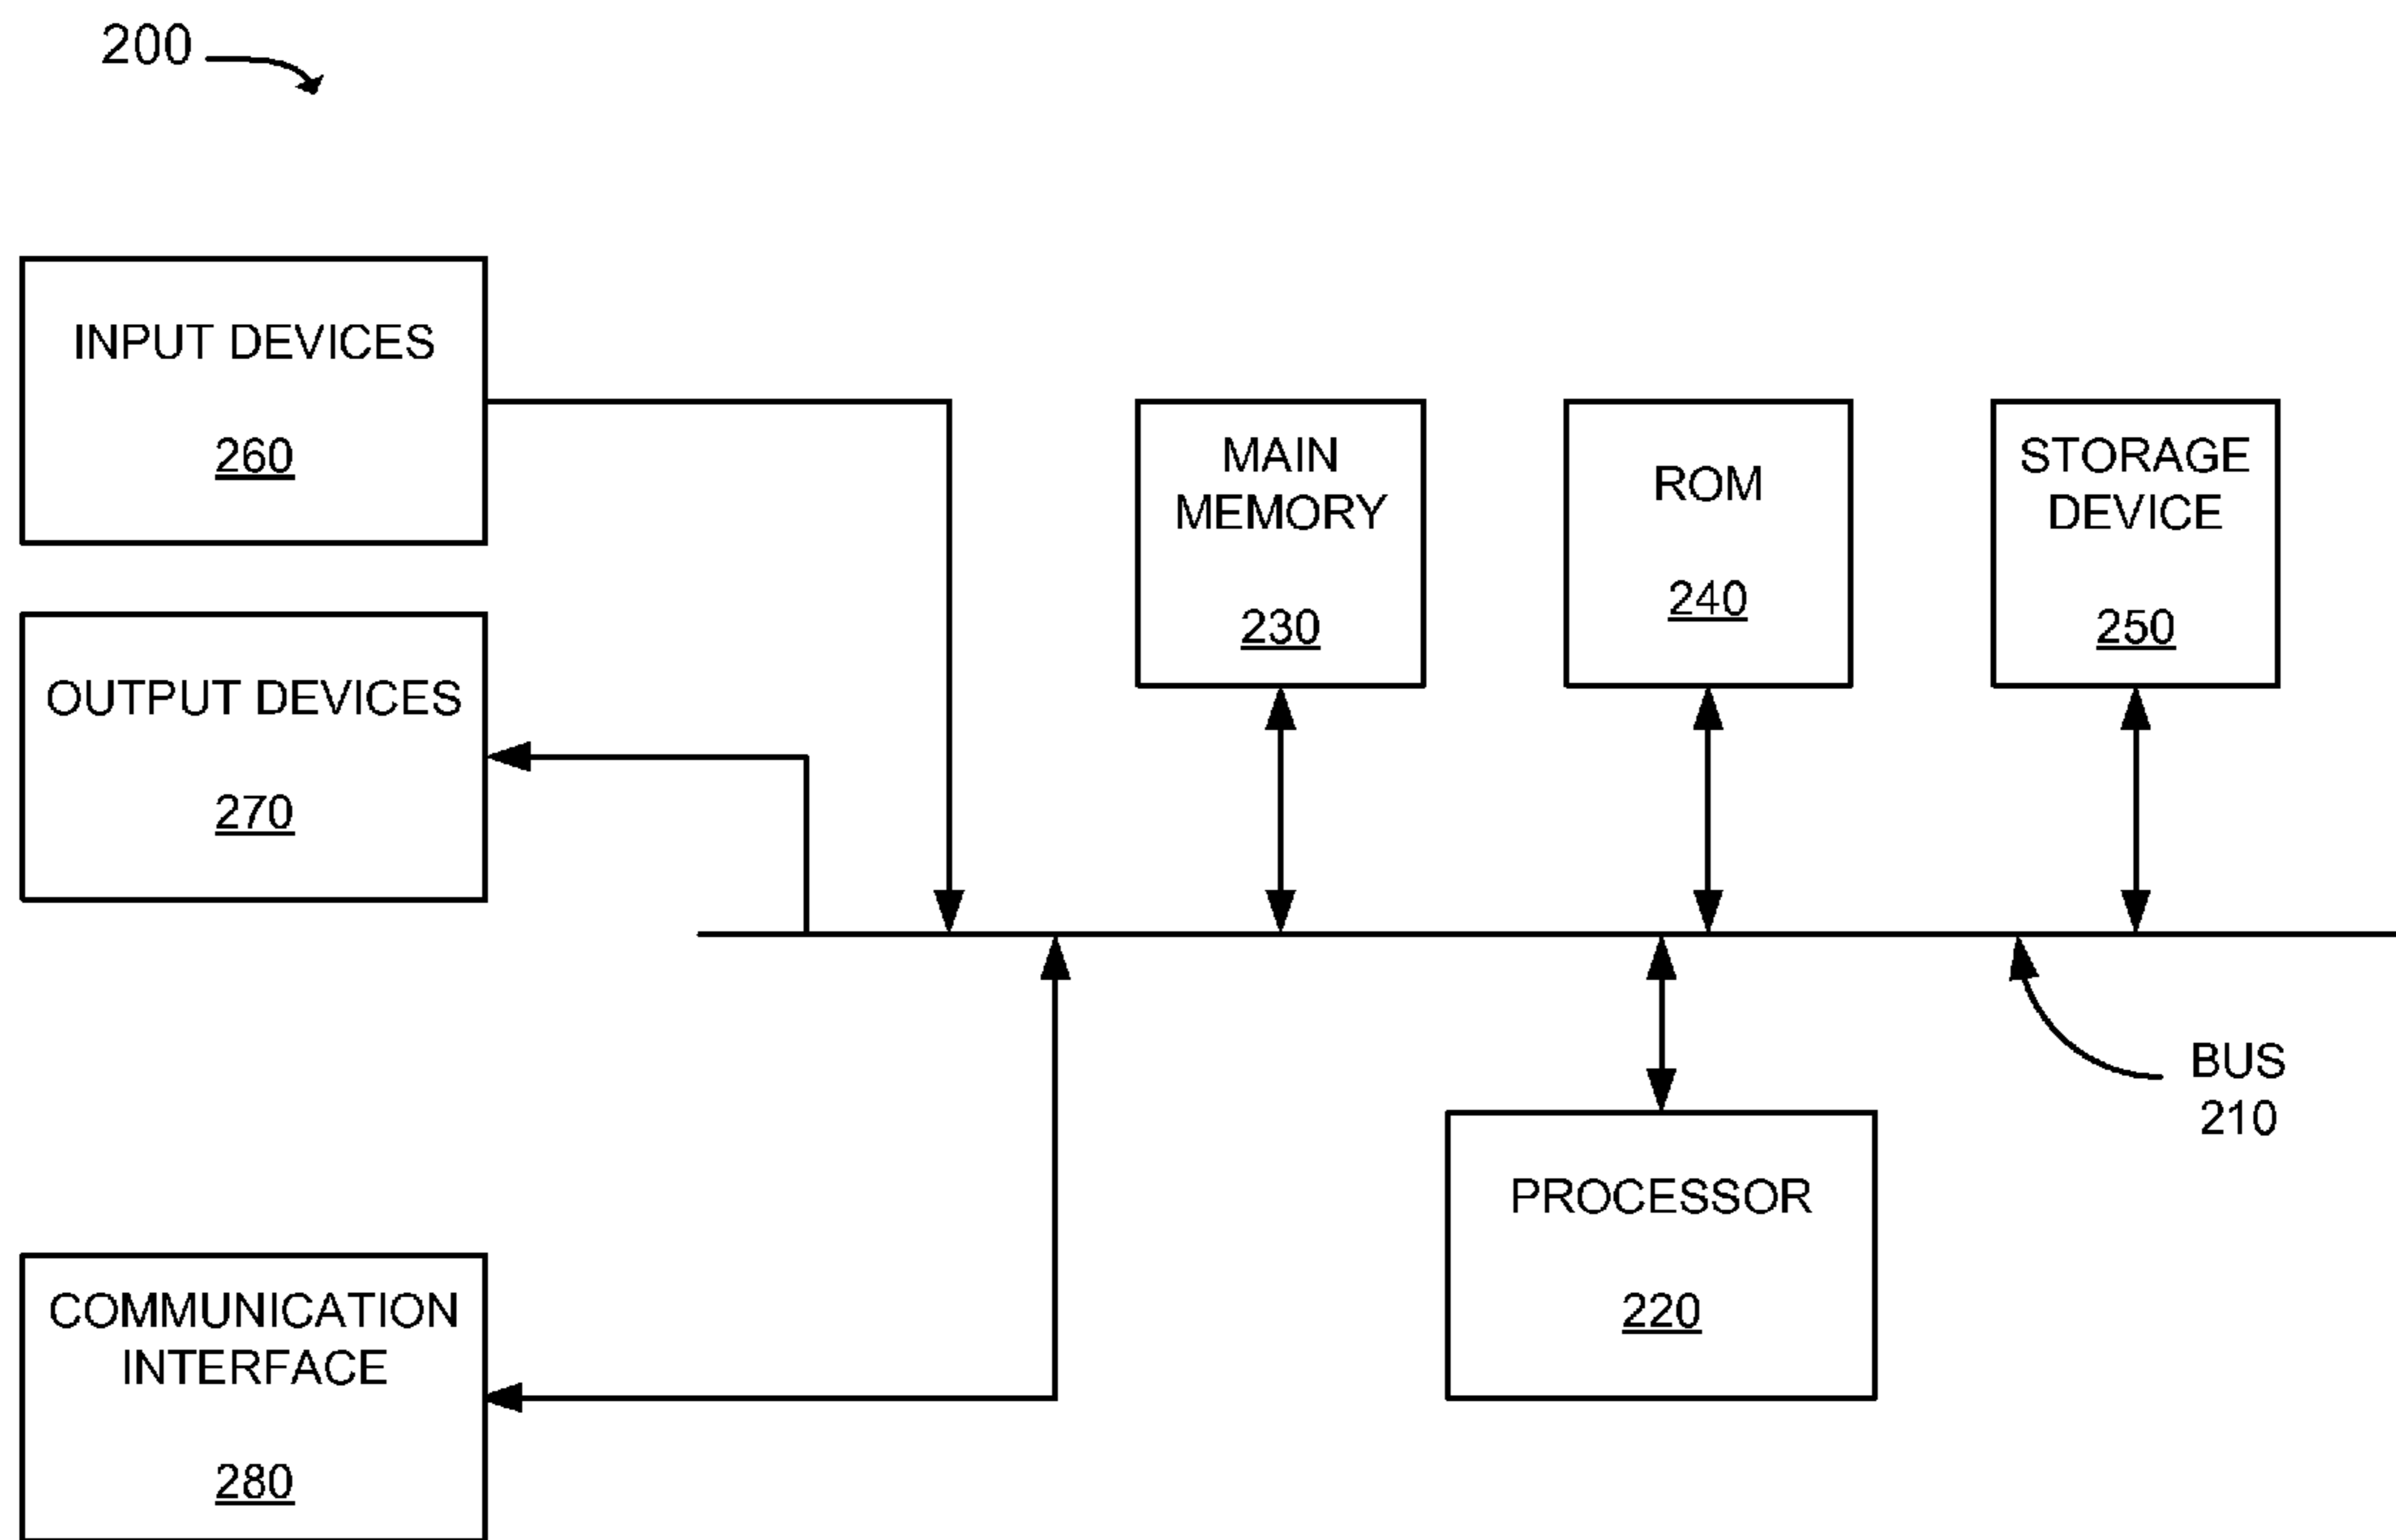 200
INPUT DEVICES
260
OUTPUT DEVICES
270
MAIN
MEMORY
230
ROM
240
STORAGE
DEVICE
250
BUS
210
PROCESSOR
220
COMMUNICATION
INTERFACE
280